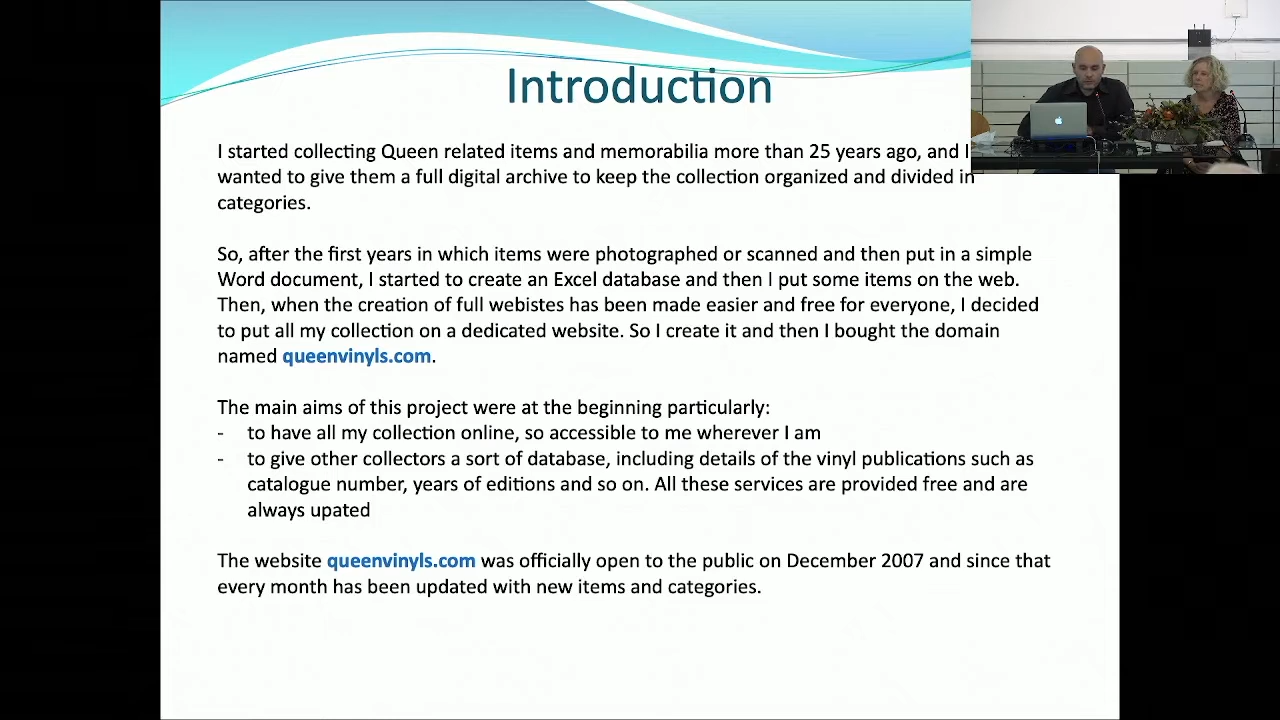 Introduction
I started collecting Queen related items and memorabilia more than 25 years ago, and I
wanted to give them a full digital archive to keep the collection organized and divided in
categories.
So, after the first years in which items were photographed or scanned and then put in a simple
Word document, I started to create an Excel database and then I put some items on the web.
Then, when the creation of full webistes has been made easier and free for everyone, I decided
to put all my collection on a dedicated website. So I create it and then I bought the domain
named queenvinyls.com.
The main aims of this project were at the beginning particularly:
- to have all my collection online, so accessible to me wherever I am
- to give other collectors a sort of database, including details of the vinyl publications such as
catalogue number, years of editions and so on. All these services are provided free and are
always upated
The website queenvinyls.com was officially open to the public on December 2007 and since that
every month has been updated with new items and categories.